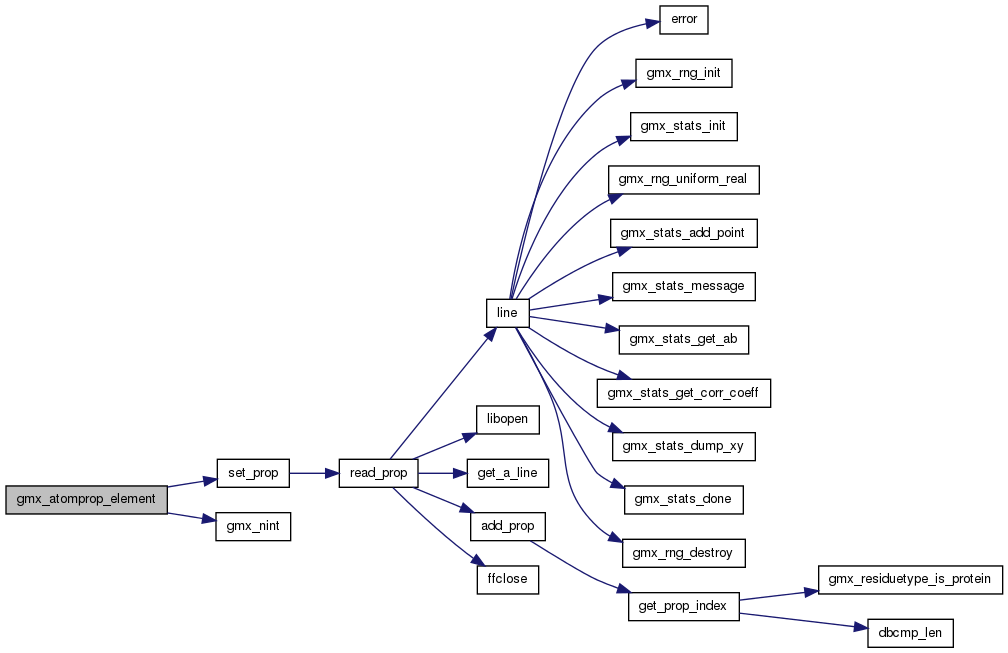 error
gmx_rng_init
gmx_stats_init
gmx_rng_uniform_real
gmx_stats_add_point
gmx_stats_message
line
gmx_stats_get_ab
gmx_stats_get_corr_coeff
libopen
gmx_stats_dump_xy
set_prop
read_prop
get_a_line
gmx_atomprop_element
gmx_stats_done
gmx_nint
add_prop
gmx_rng_destroy
ffclose
gmx_residuetype_is_protein
get_prop_index
dbcmp_len